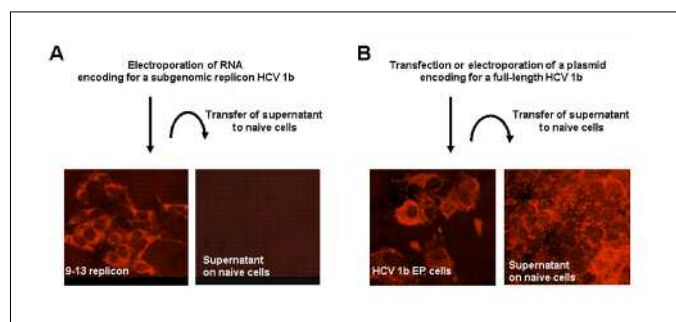 A
Electroporation of RNA
encoding for a subgenomic replicon HCV 1b
Transfer of supernatant
to naive cells
9-13 replicon
Supernatant
on naive cells
B
Transfection or electroporation of a plasmid
encoding for a full-length HCV 1b
Transfer of supernatant
to naive cells
HCV 1b EP cells
Supernatant
on naive cells